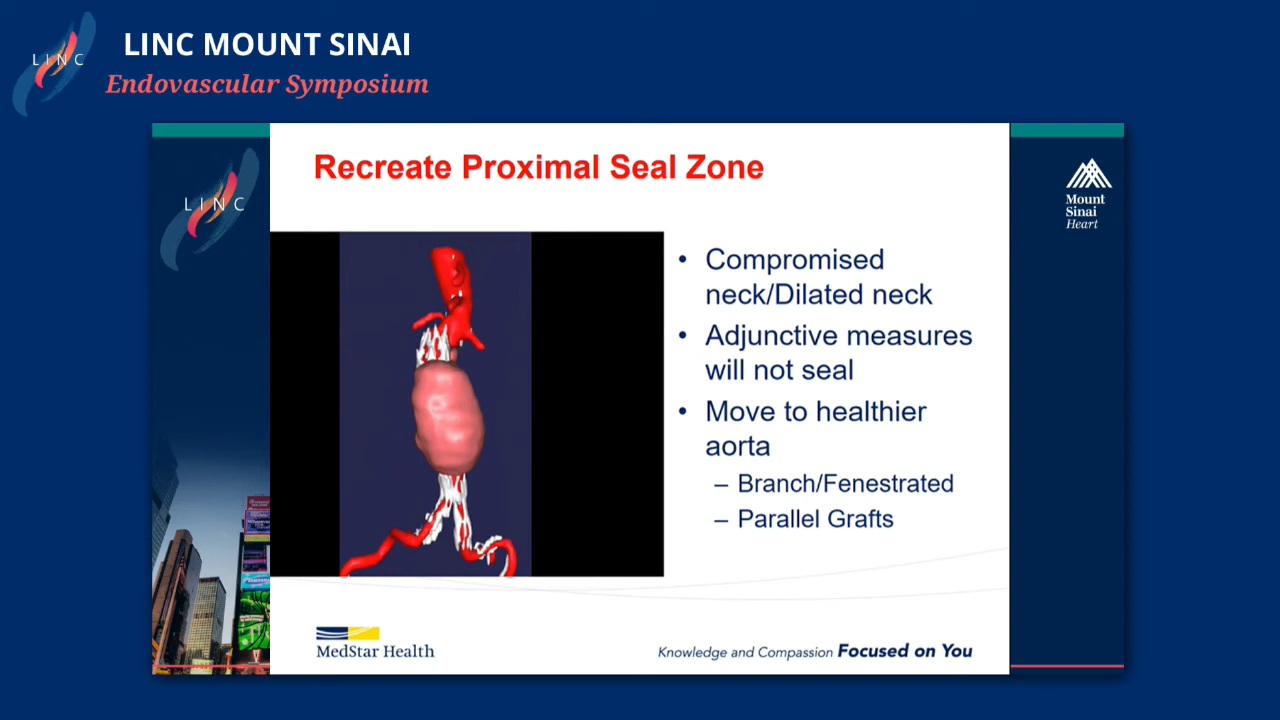 LINC
LINC MOUNT SINAI
Endovascular Symposium
LINC
Recreate Proximal Seal Zone
Mount
Sinai
Heart
• Compromised
neck/Dilated neck
• Adjunctive measures
will not seal
• Move to healthier
aorta
– Branch/Fenestrated
– Parallel Grafts
MedStar Health
Knowledge and Compassion Focused on You